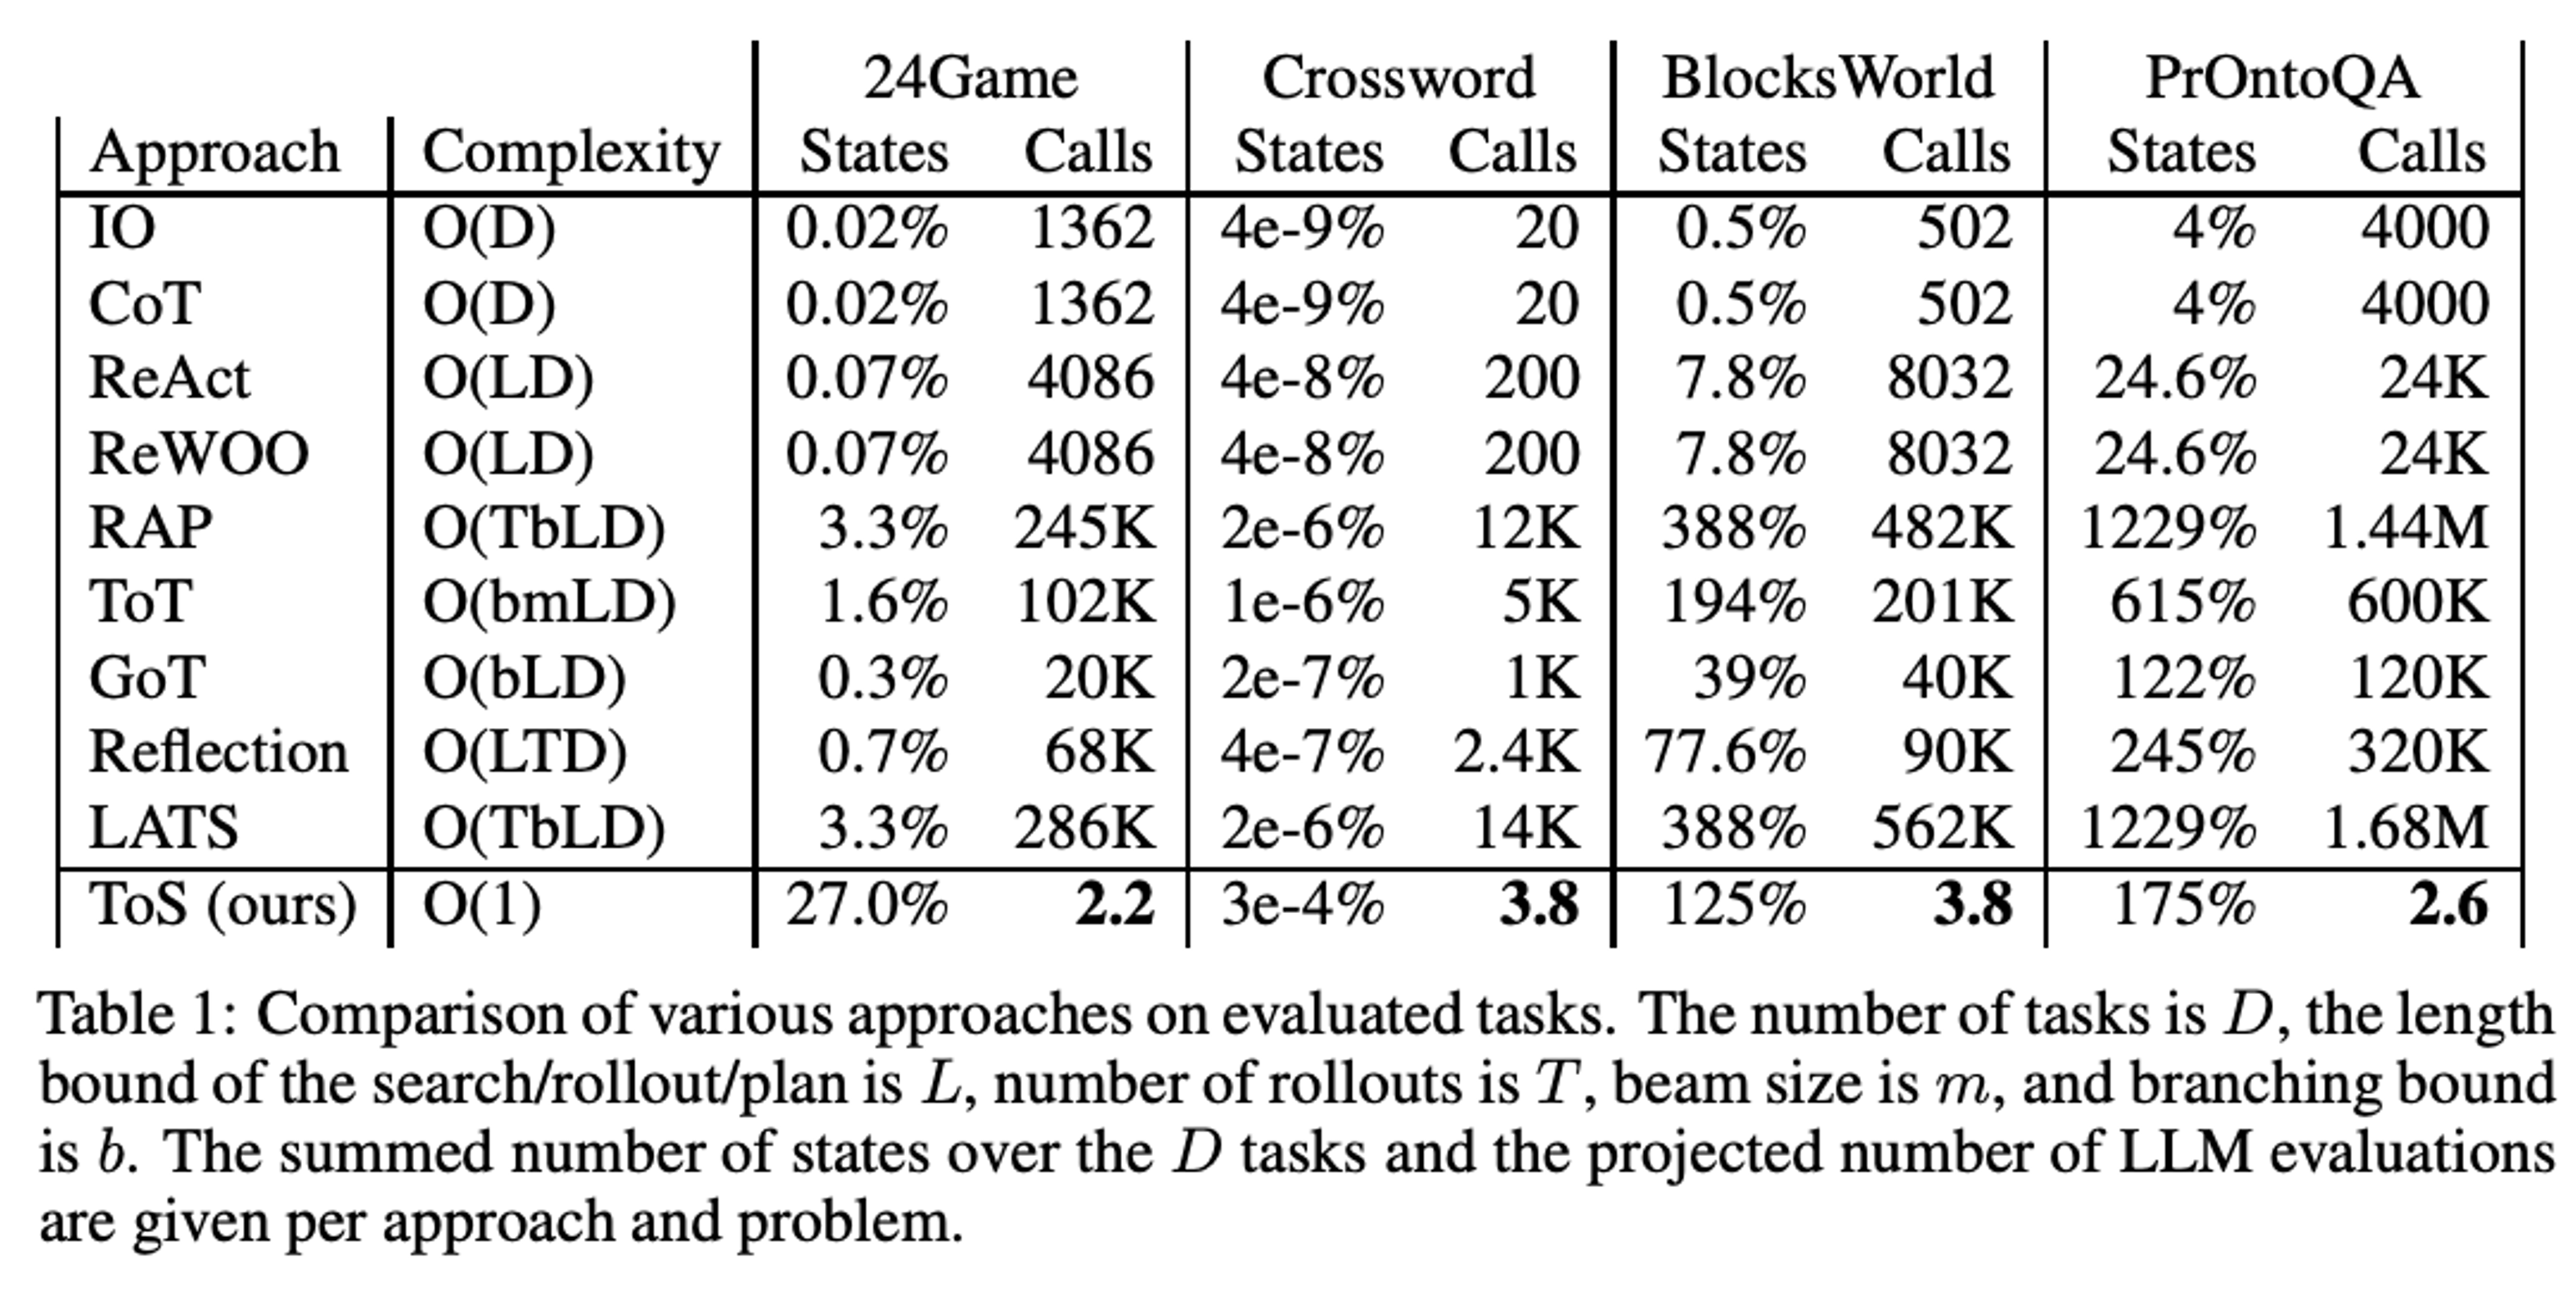 24Game Crossword BlocksWorld PrOntoQA
Approach Complexity States Calls States Calls States Calls States Calls
IO O(D) 0.02% 1362 4e-9% 20 0.5% 502 4% 4000
CoT O(D) 0.02% 1362 4e-9% 20 0.5% 502 4% 4000
ReAct O(LD) 0.07% 4086 4e-8% 200 7.8% 8032 24.6% 24K
ReWOO O(LD) 0.07% 4086 4e-8% 200 7.8% 8032 24.6% 24K
RAP O(TbLD) 3.3% 245K 2e-6% 12K 388% 482K 1229% 1.44M
ToT O(bmLD) 1.6% 102K 1e-6% 5K 194% 201K 615% 600K
GoT O(bLD) 0.3% 20K 2e-7% 1K 39% 40K 122% 120K
Reflection O(LTD) 0.7% 68K 4e-7% 2.4K 77.6% 90K 245% 320K
LATS O(TbLD) 3.3% 286K 2e-6% 14K 388% 562K 1229% 1.68M
ToS (ours) O(1) 27.0% 2.2 3e-4% 3.8 125% 3.8 175% 2.6
Table 1: Comparison of various approaches on evaluated tasks. The number of tasks is D, the length
bound of the search/rollout/plan is L, number of rollouts is T, beam size is m, and branching bound
is b. The summed number of states over the D tasks and the projected number of LLM evaluations
are given per approach and problem.